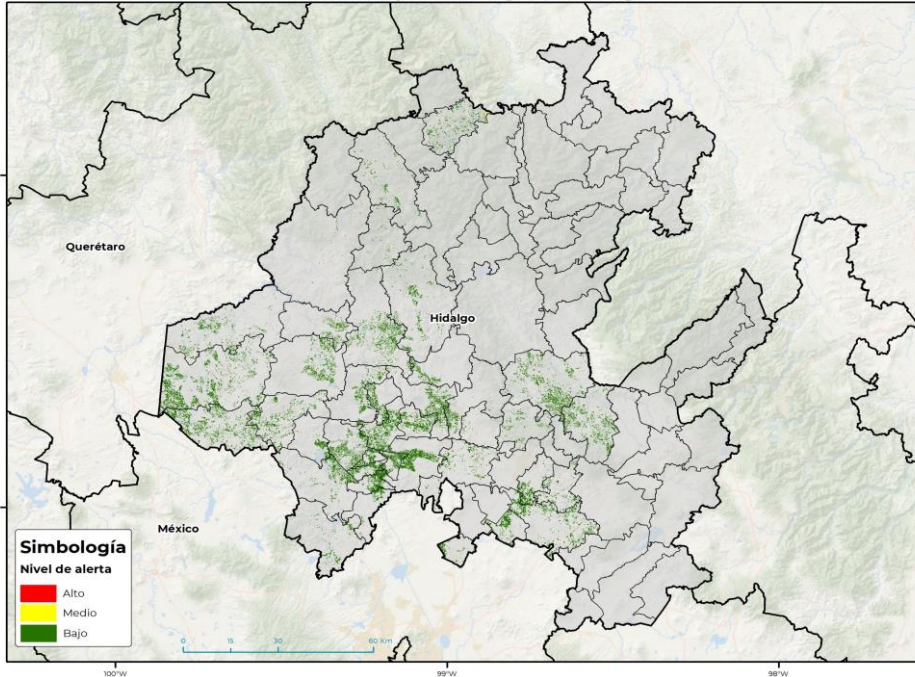 Querétaro
Hidalgo
México
Simbología
Nivel de alerta
Alto
Medio
Bajo
0 15 30 60 Km
100°W 99°W 98°W